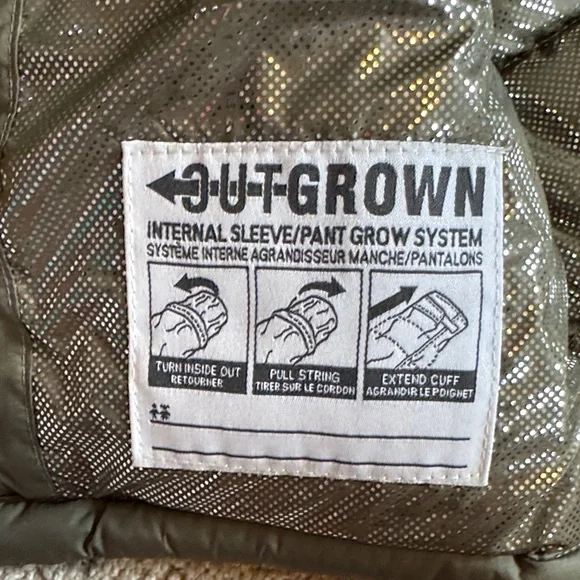 OUTGROWN
INTERNAL SLEEVE/PANT GROW SYSTEM
SYSTÈME INTERNE AGRANDISSEUR MANCHE/PANTALONS
TURN INSIDE OUT
RETOURNER
PULL STRING
TIRER SUR LE CORDON
EXTEND CUFF
AGRANDIR LE POIGNET